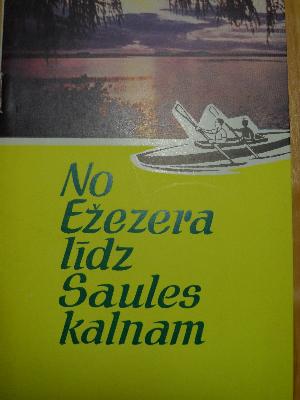 No
Ežezera
līdz
Saules
kalnam